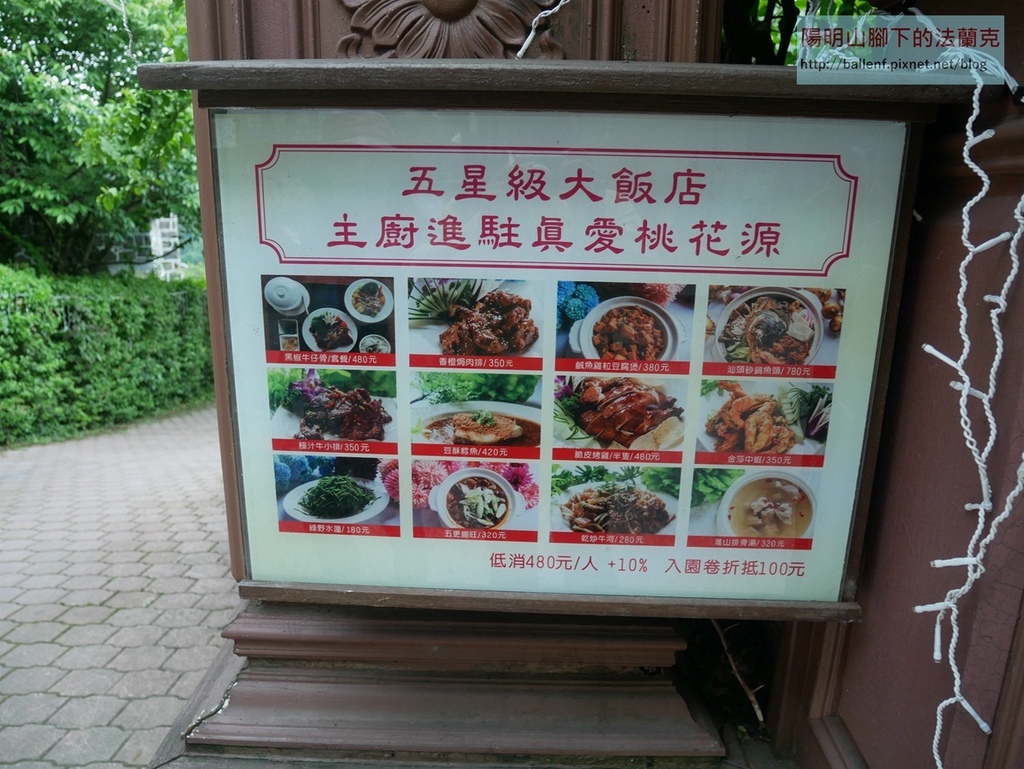 陽明山腳下的法蘭克
http://ballenf.pixnet.net/blog
五星級大飯店
主廚進駐眞愛桃花源
黑椒牛仔骨/套餐/480元
香橙焗肉排/350元
鹹魚雞粒豆腐煲/380元
汕頭砂鍋魚頭/780元
極汁牛小排/350元
豆酥鱈魚/420元
脆皮烤雞/半隻/480元
金莎中蝦/350元
綠野水蓮/180元
五更腸旺/320元
乾炒牛河/280元
淮山排骨湯/320元
低消480元/人 +10% 入園卷折抵100元